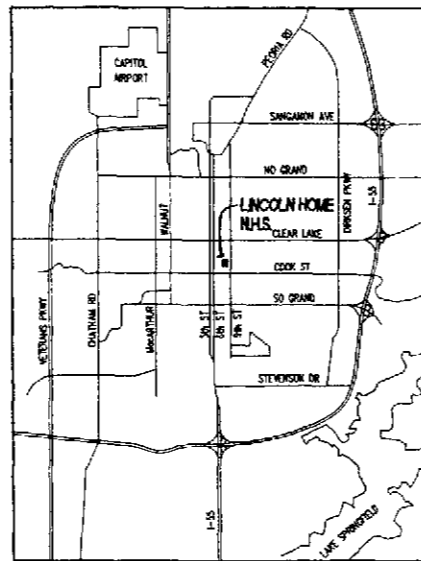 CAPITOL
AIRPORT
PEORIA RD
SANGAMON AVE
NO GRAND
DIRKSEN PKWY
I-55
WALNUT
LINCOLN HOME
N.H.S.
CLEAR LAKE
COOK ST
SO GRAND
VETERANS PKWY
CHATHAM RD
MacARTHUR
5th ST
6th ST
9th ST
STEVENSON DR
I-55
LAKE SPRINGFIELD